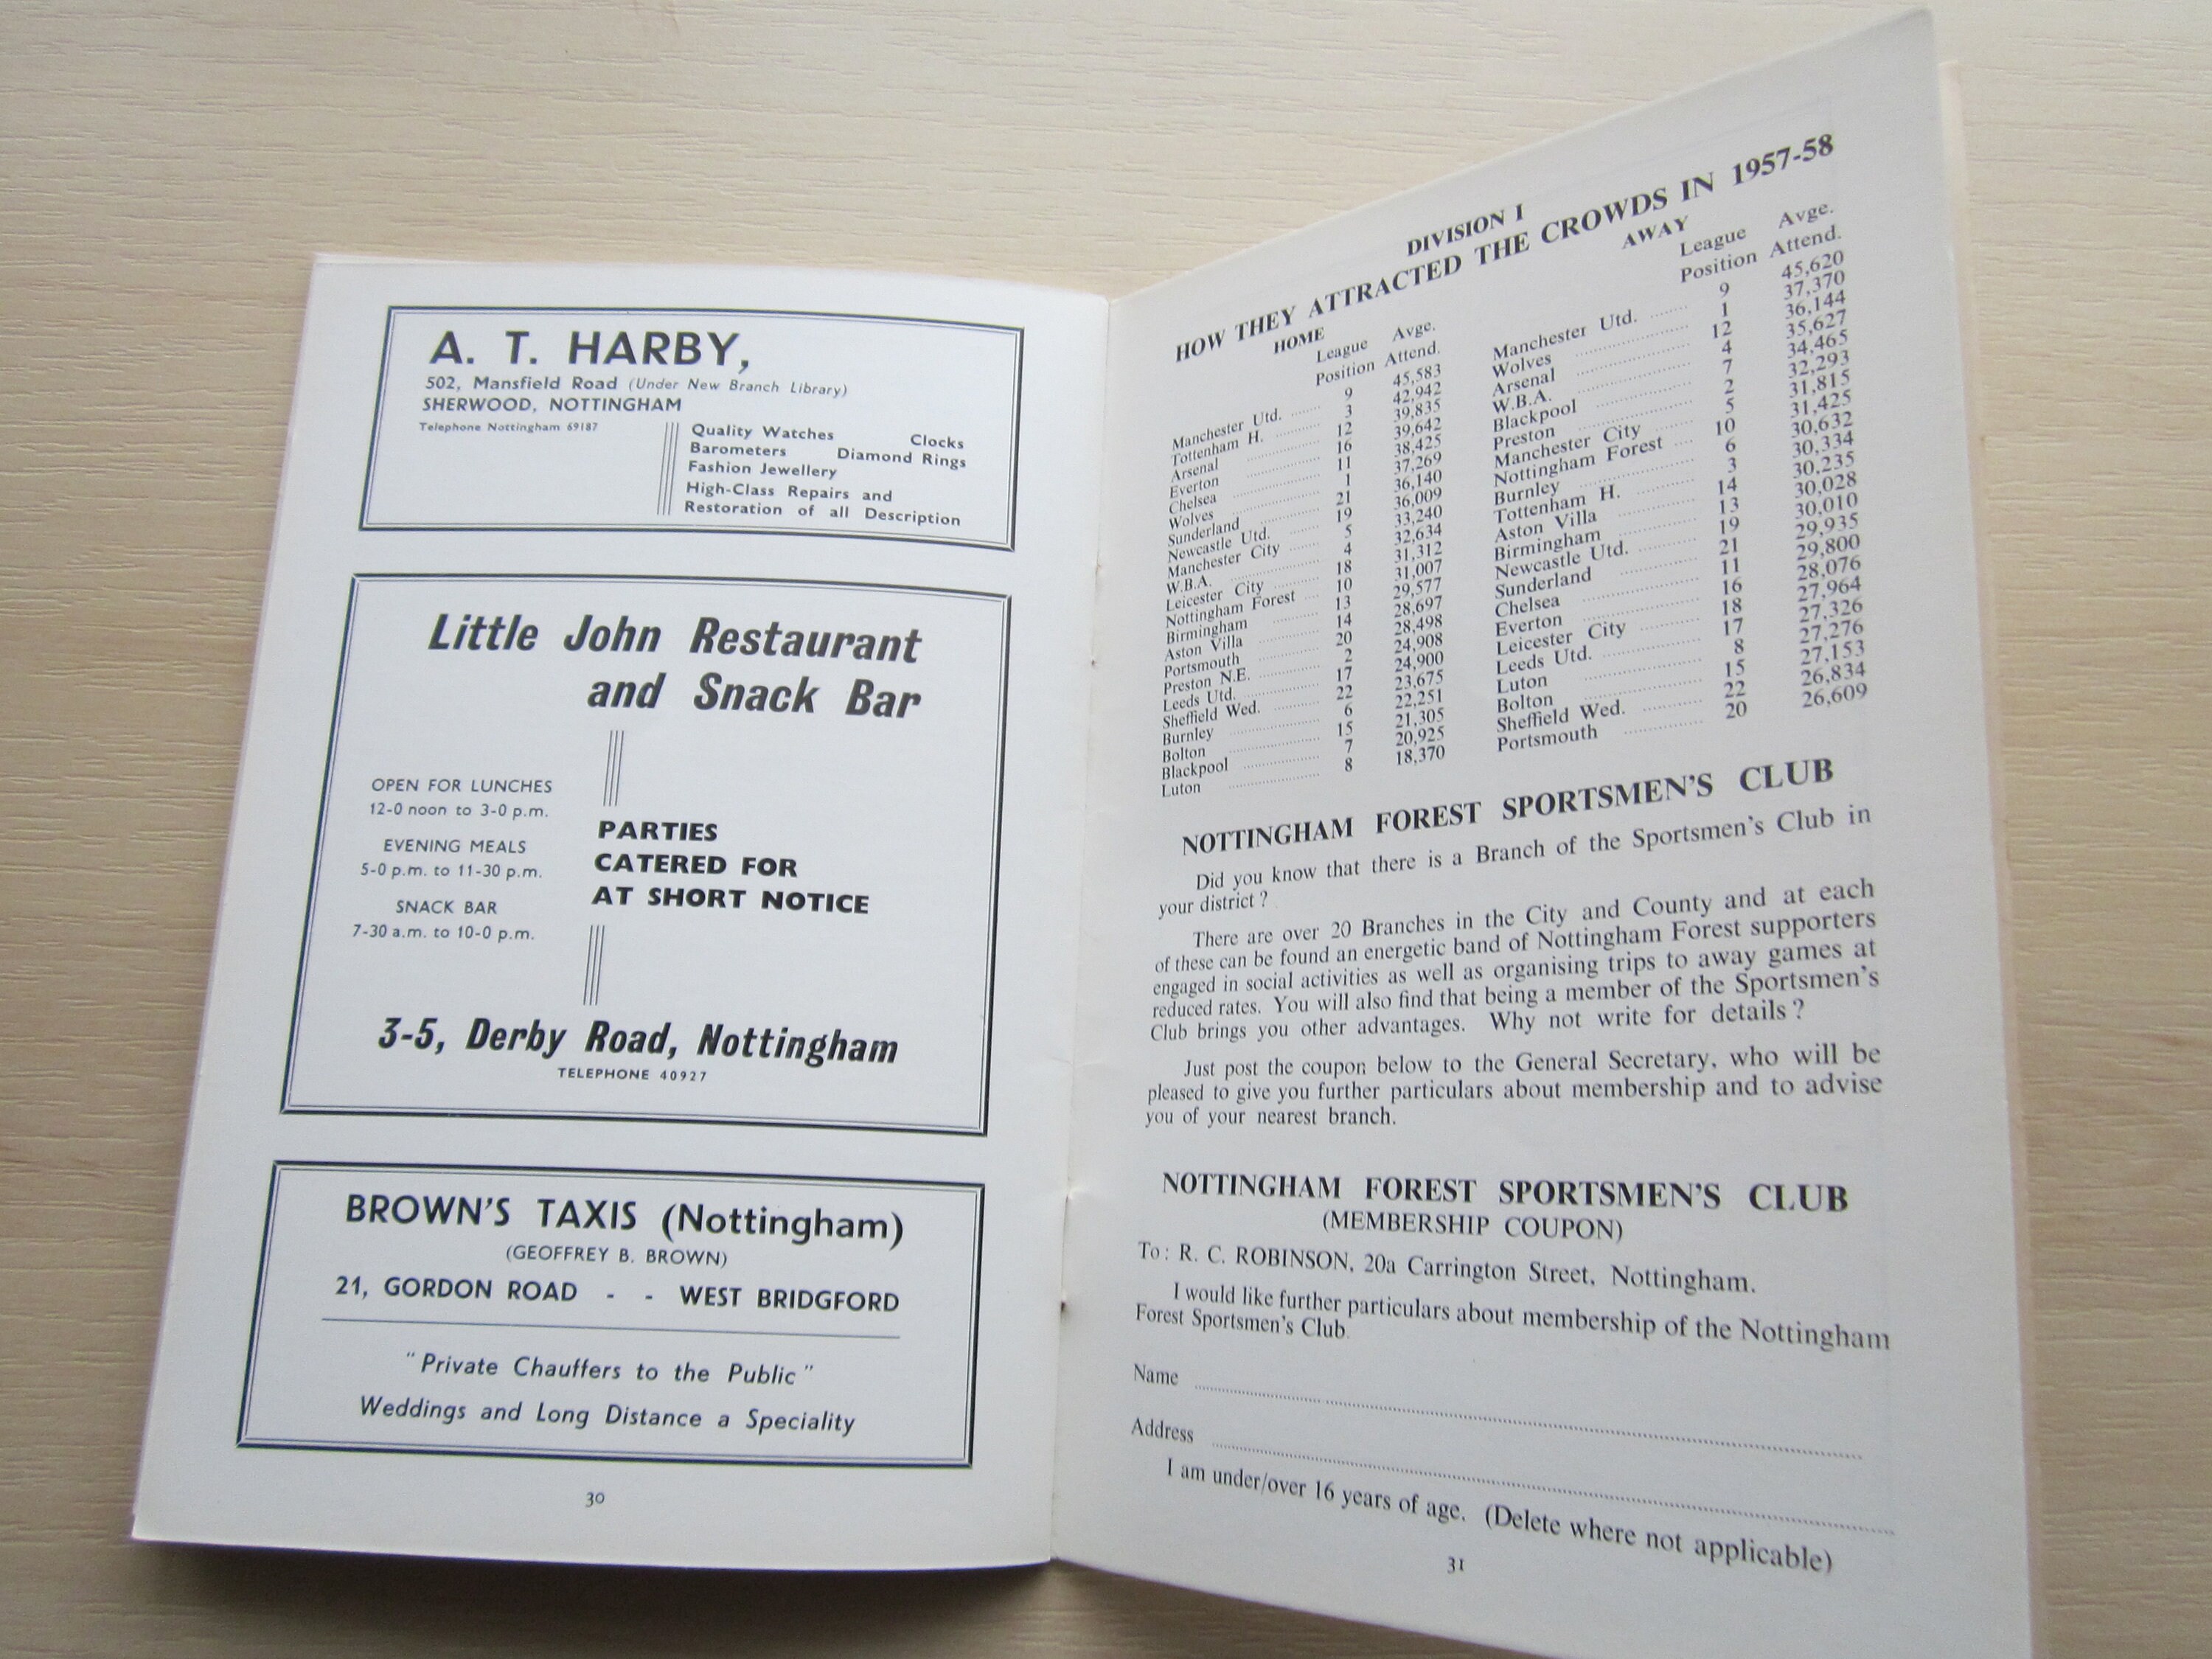 A. T. HARBY,
502, Mansfield Road (Under New Branch Library)
SHERWOOD, NOTTINGHAM
Telephone Nottingham 69187
Quality Watches Clocks
Barometers Diamond Rings
Fashion Jewellery
High-Class Repairs and
Restoration of all Description
Little John Restaurant
and Snack Bar
OPEN FOR LUNCHES
12-0 noon to 3-0 p.m.
EVENING MEALS
5-0 p.m. to 11-30 p.m.
SNACK BAR
7-30 a.m. to 10-0 p.m.
PARTIES
CATERED FOR
AT SHORT NOTICE
3-5, Derby Road, Nottingham
TELEPHONE 40927
BROWN'S TAXIS (Nottingham)
(GEOFFREY B. BROWN)
21, GORDON ROAD - - WEST BRIDGFORD
"Private Chauffers to the Public"
Weddings and Long Distance a Speciality
30
DIVISION I
HOW THEY ATTRACTED THE CROWDS IN 1957-58
HOME
League Avge.
Position Attend.
Manchester Utd. 9 45,583
Tottenham H. 3 42,942
Arsenal 12 39,835
Everton 16 39,642
Chelsea 11 38,425
Wolves 1 37,269
Sunderland 21 36,140
Newcastle Utd. 19 36,009
Manchester City 5 33,240
W.B.A. 4 32,634
Leicester City 18 31,312
Nottingham Forest 10 31,007
Birmingham 13 29,577
Aston Villa 14 28,697
Portsmouth 20 28,498
Preston N.E. 2 24,908
Leeds Utd. 17 24,900
Sheffield Wed. 22 23,675
Burnley 6 22,251
Bolton 15 21,305
Blackpool 7 20,925
Luton 8 18,370
AWAY
League Avge.
Position Attend.
Manchester Utd. 9 45,620
Wolves 1 37,370
Arsenal 12 36,144
W.B.A. 4 35,627
Blackpool 7 34,465
Preston 2 32,293
Manchester City 5 31,815
Nottingham Forest 10 31,425
Burnley 6 30,632
Tottenham H. 3 30,334
Aston Villa 14 30,235
Birmingham 13 30,028
Newcastle Utd. 19 30,010
Sunderland 21 29,935
Chelsea 11 29,800
Everton 16 28,076
Leicester City 18 27,964
Leeds Utd. 17 27,326
Luton 8 27,276
Bolton 15 27,153
Sheffield Wed. 22 26,834
Portsmouth 20 26,609
NOTTINGHAM FOREST SPORTSMEN'S CLUB
Did you know that there is a Branch of the Sportsmen's Club in
your district ?
There are over 20 Branches in the City and County and at each
of these can be found an energetic band of Nottingham Forest supporters
engaged in social activities as well as organising trips to away games at
reduced rates. You will also find that being a member of the Sportsmen's
Club brings you other advantages. Why not write for details ?
Just post the coupon below to the General Secretary, who will be
pleased to give you further particulars about membership and to advise
you of your nearest branch.
NOTTINGHAM FOREST SPORTSMEN'S CLUB
(MEMBERSHIP COUPON)
To: R. C. ROBINSON, 20a Carrington Street, Nottingham.
I would like further particulars about membership of the Nottingham
Forest Sportsmen's Club.
Name
Address
I am under/over 16 years of age. (Delete where not applicable)
31